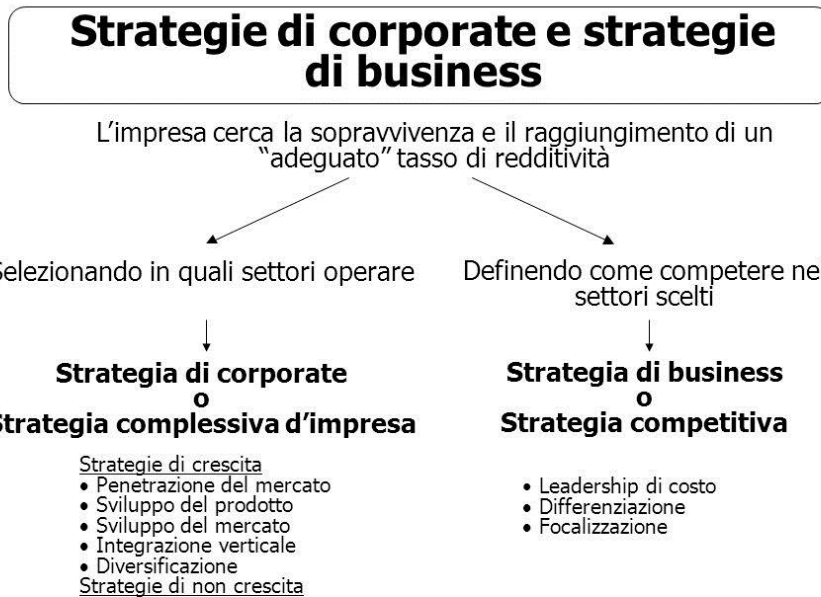 Strategie di corporate e strategie
di business
L'impresa cerca la sopravvivenza e il raggiungimento di un
“adeguato” tasso di redditività
Selezionando in quali settori operare
Definendo come competere ne
settori scelti
Strategia di corporate
o
Strategia complessiva d'impresa
Strategie di crescita
• Penetrazione del mercato
• Sviluppo del prodotto
• Sviluppo del mercato
• Integrazione verticale
• Diversificazione
Strategie di non crescita
Strategia di business
o
Strategia competitiva
• Leadership di costo
• Differenziazione
• Focalizzazione